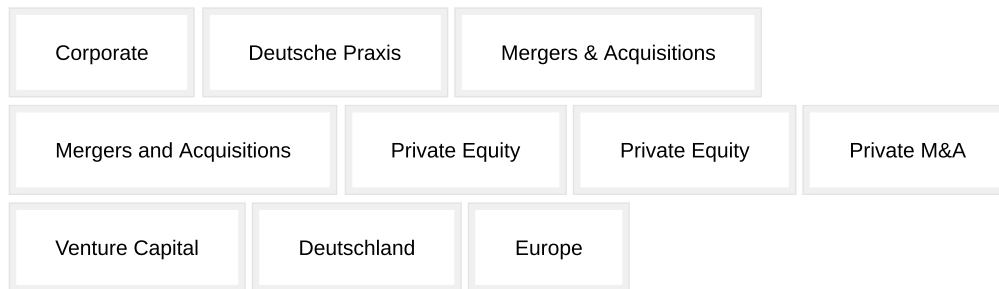 Corporate Deutsche Praxis Mergers & Acquisitions
Mergers and Acquisitions Private Equity Private Equity Private M&A
Venture Capital Deutschland Europe